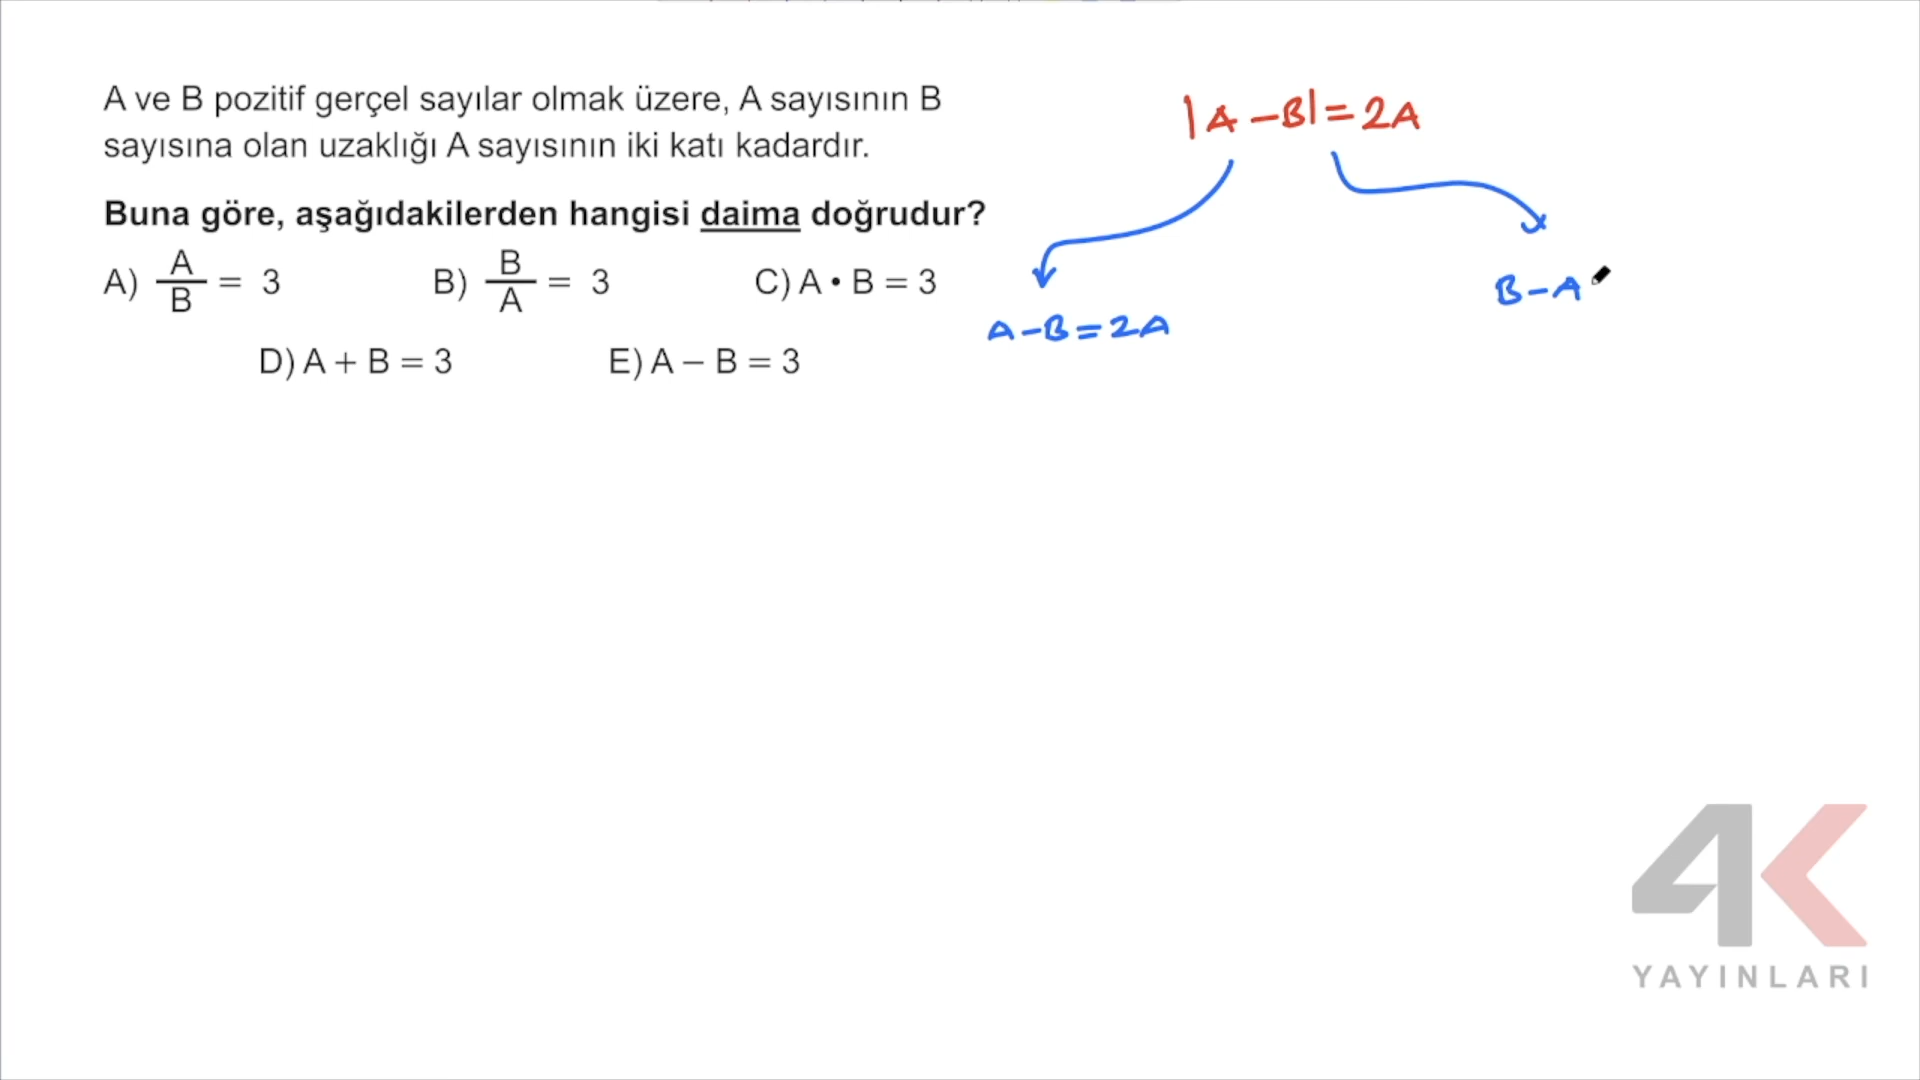 A ve B pozitif gerçel sayılar olmak üzere, A sayısının B
sayısına olan uzaklığı A sayısının iki katı kadardır.
Buna göre, aşağıdakilerden hangisi daima doğrudur?
A) A/B = 3 B) B/A = 3 C) A • B = 3
D) A + B = 3 E) A – B = 3
|A-B|=2A
A-B=2A
B-A
4K
YAYINLARI